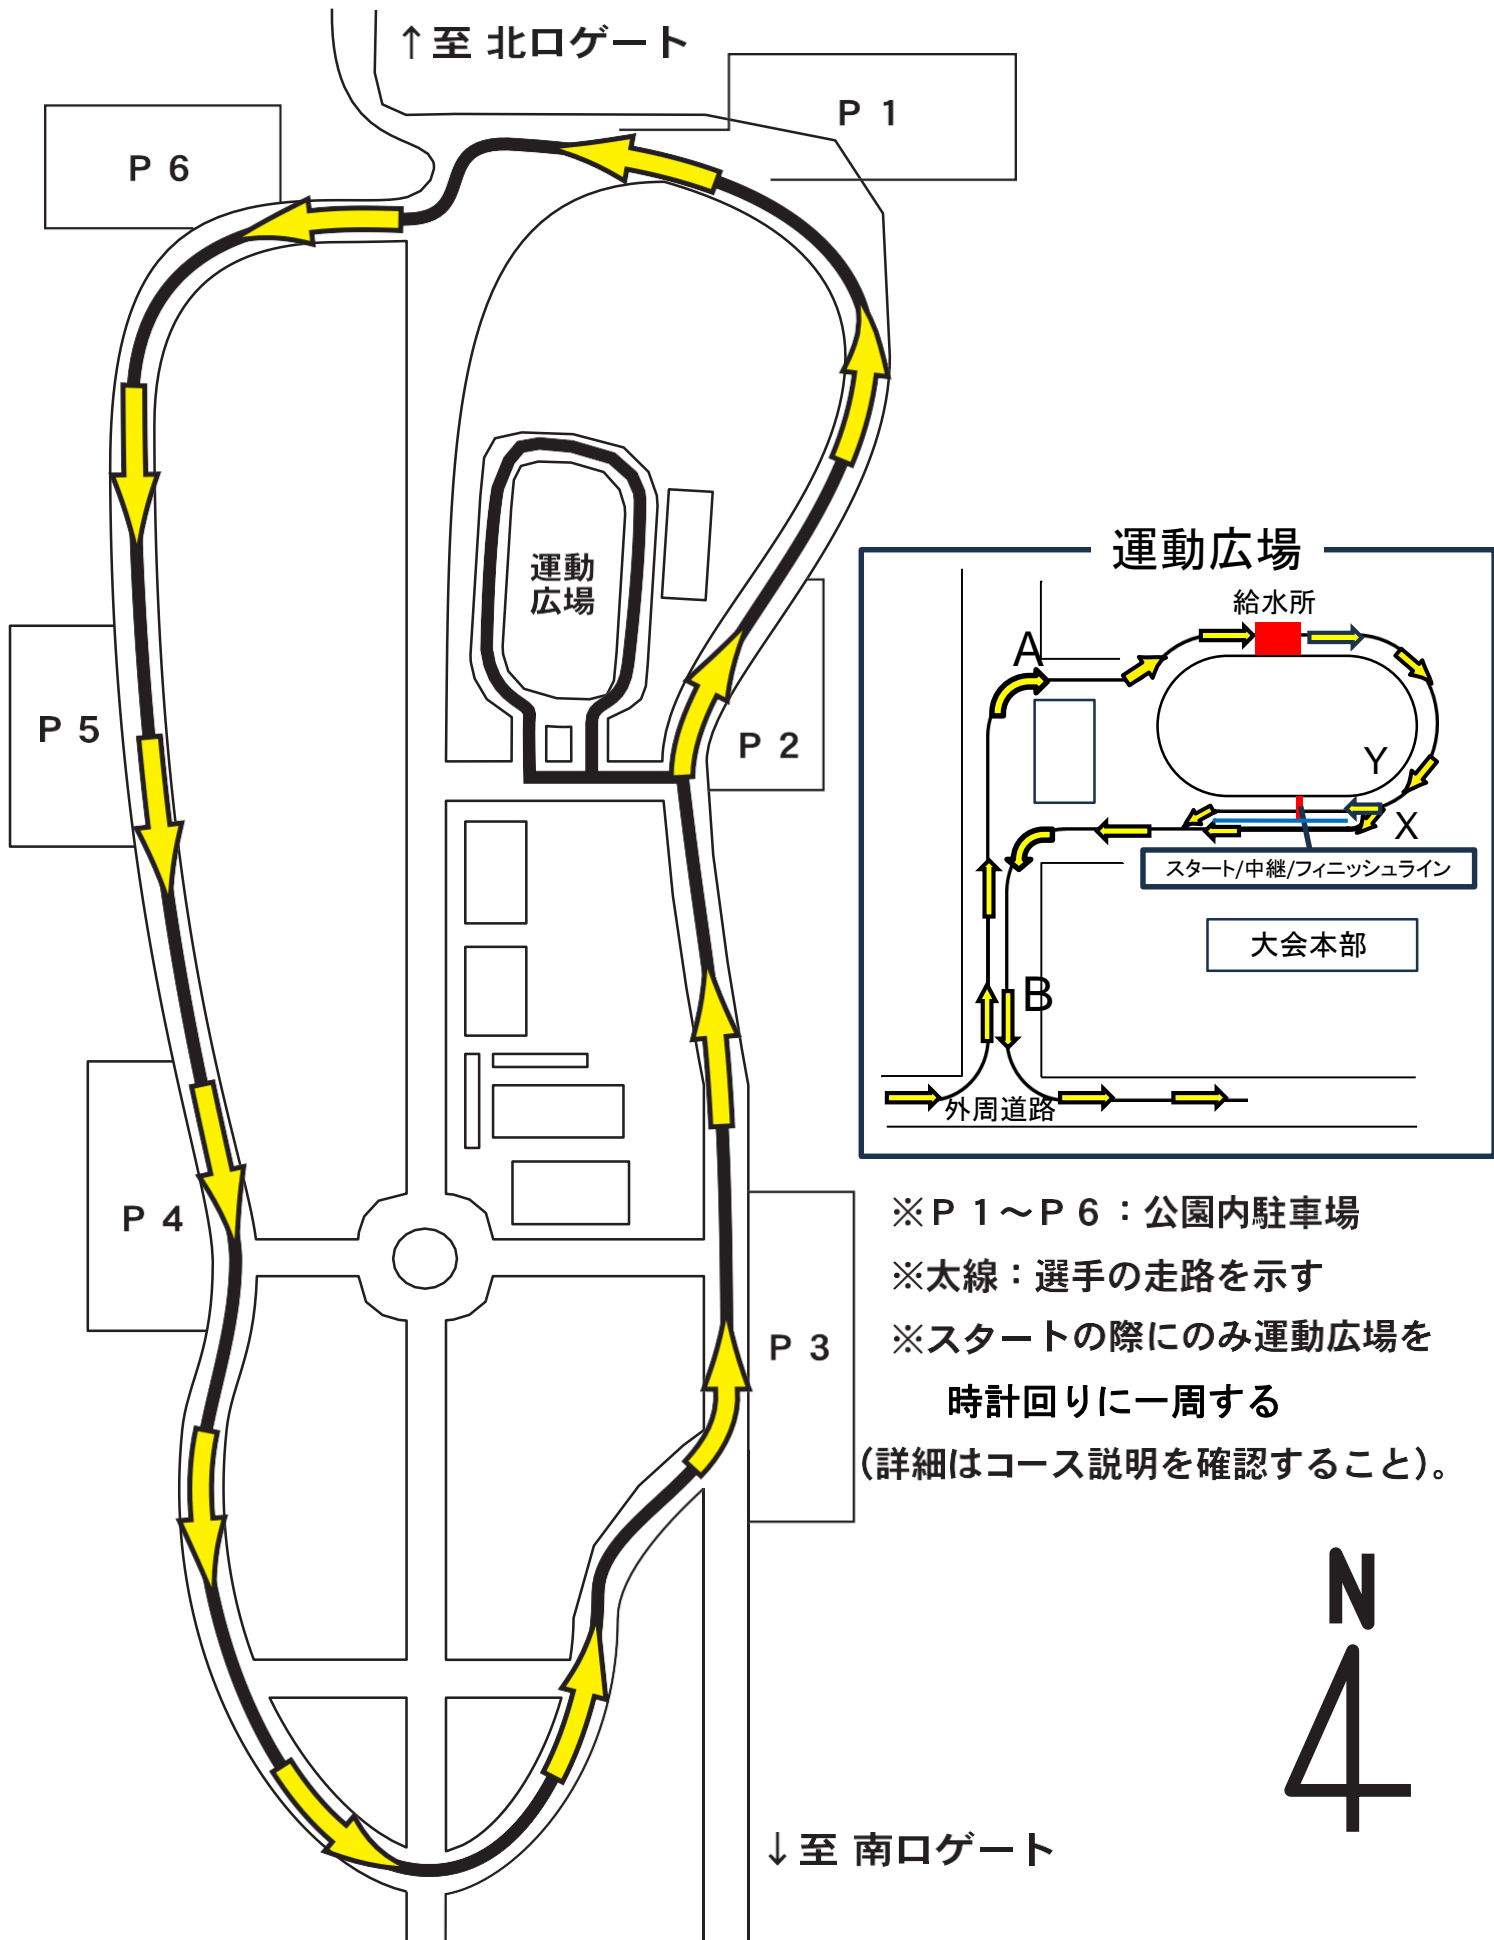 ↑至 北口ゲート
P 1
P 6
運動
広場
P 5
P 2
P 4
P 3
運動広場
給水所
A
Y
X
スタート/中継/フィニッシュライン
大会本部
B
外周道路
※P 1～P 6：公園内駐車場
※太線：選手の走路を示す
※スタートの際にのみ運動広場を
時計回りに一周する
（詳細はコース説明を確認すること）。
N
↓至 南口ゲート